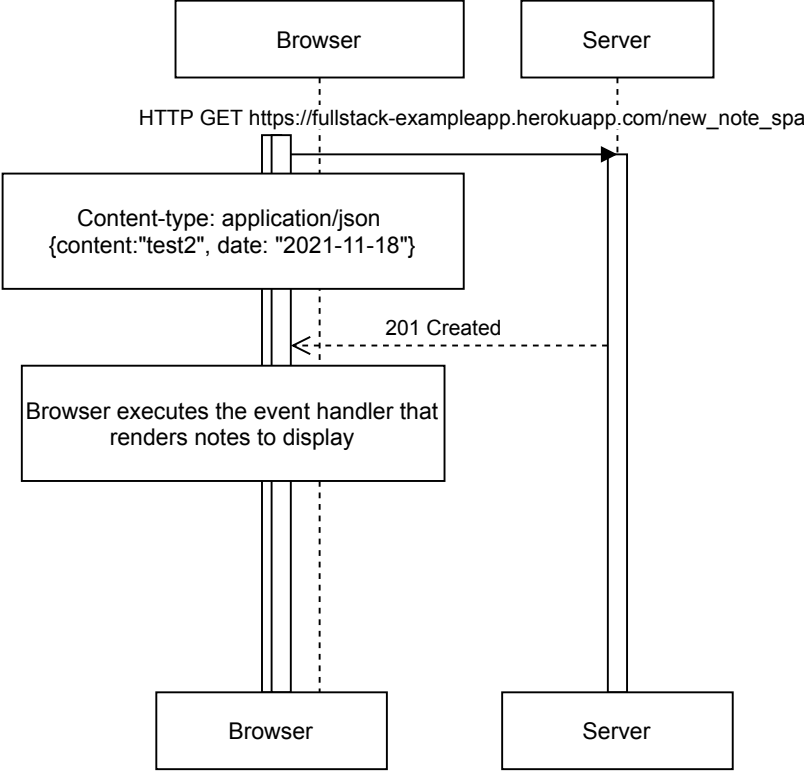 Browser
Server
HTTP GET https://fullstack-exampleapp.herokuapp.com/new_note_spa
Content-type: application/json
{content:"test2", date: "2021-11-18"}
201 Created
Browser executes the event handler that
renders notes to display
Browser
Server